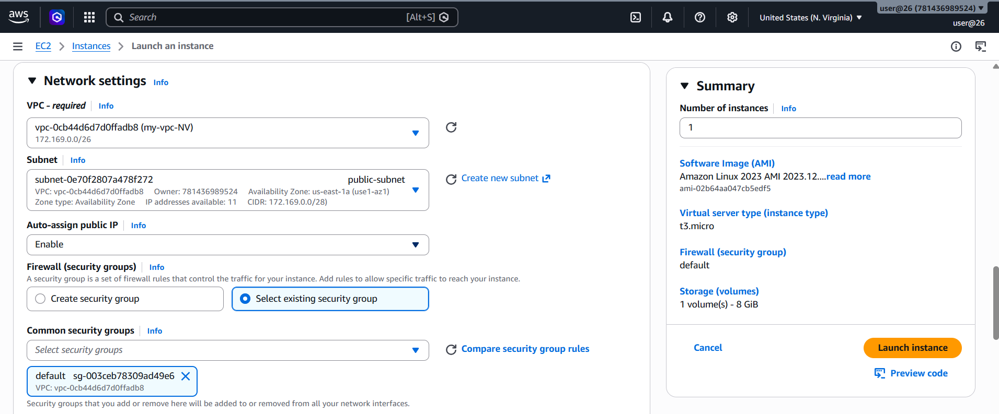 aws
Search [Alt+S]
United States (N. Virginia)
user@26 (781436989524)
user@26
EC2 Instances Launch an instance
Network settings Info
VPC - required Info
vpc-0cb44d6d7d0ffadb8 (my-vpc-NV)
172.169.0.0/26
Subnet Info
subnet-0e70f2807a478f272 public-subnet
VPC: vpc-0cb44d6d7d0ffadb8 Owner: 781436989524 Availability Zone: us-east-1a (use1-az1)
Zone type: Availability Zone IP addresses available: 11 CIDR: 172.169.0.0/28)
Create new subnet
Auto-assign public IP Info
Enable
Firewall (security groups) Info
A security group is a set of firewall rules that control the traffic for your instance. Add rules to allow specific traffic to reach your instance.
Create security group
Select existing security group
Common security groups Info
Select security groups
Compare security group rules
default sg-003ceb78309ad49e6
VPC: vpc-0cb44d6d7d0ffadb8
Security groups that you add or remove here will be added to or removed from all your network interfaces.
Summary
Number of instances Info
1
Software Image (AMI)
Amazon Linux 2023 AMI 2023.12....read more
ami-02b64aa047cb5edf5
Virtual server type (instance type)
t3.micro
Firewall (security group)
default
Storage (volumes)
1 volume(s) - 8 GiB
Cancel
Launch instance
Preview code